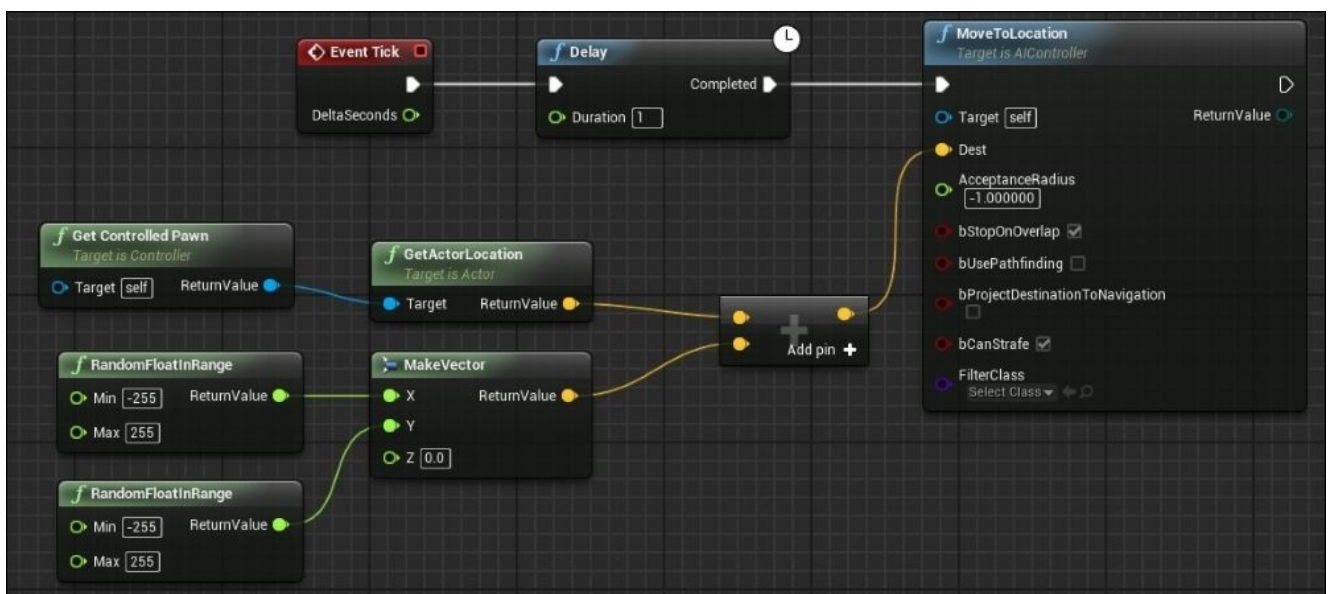 Event Tick
DeltaSeconds
Delay
Completed
Duration 1
MoveToLocation
Target is AIController
Target self
ReturnValue
Dest
AcceptanceRadius
-1.000000
bStopOnOverlap
bUsePathfinding
bProjectDestinationToNavigation
bCanStrafe
FilterClass
Select Class
Get Controlled Pawn
Target is Controller
Target self ReturnValue
GetActorLocation
Target is Actor
Target ReturnValue
Add pin
RandomFloatInRange
Min -255 ReturnValue
Max 255
MakeVector
X ReturnValue
Y
Z 0.0
RandomFloatInRange
Min -255 ReturnValue
Max 255